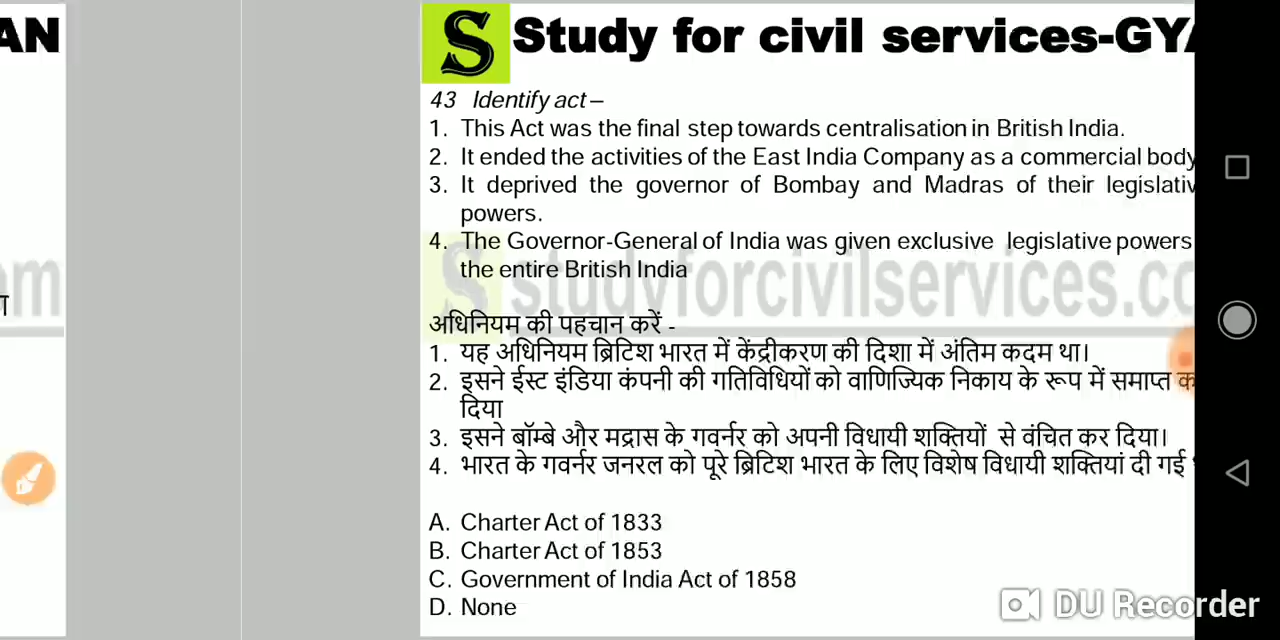 AN
S Study for civil services-GYA
43 Identify act –
1. This Act was the final step towards centralisation in British India.
2. It ended the activities of the East India Company as a commercial body
3. It deprived the governor of Bombay and Madras of their legislativ
powers.
4. The Governor-General of India was given exclusive legislative powers
the entire British India
studyforcivilservices.co
अधिनियम की पहचान करें -
1. यह अधिनियम ब्रिटिश भारत में केंद्रीकरण की दिशा में अंतिम कदम था।
2. इसने ईस्ट इंडिया कंपनी की गतिविधियों को वाणिज्यिक निकाय के रूप में समाप्त क
दिया
3. इसने बॉम्बे और मद्रास के गवर्नर को अपनी विधायी शक्तियों से वंचित कर दिया।
4. भारत के गवर्नर जनरल को पूरे ब्रिटिश भारत के लिए विशेष विधायी शक्तियां दी गई
A. Charter Act of 1833
B. Charter Act of 1853
C. Government of India Act of 1858
D. None
DU Recorder